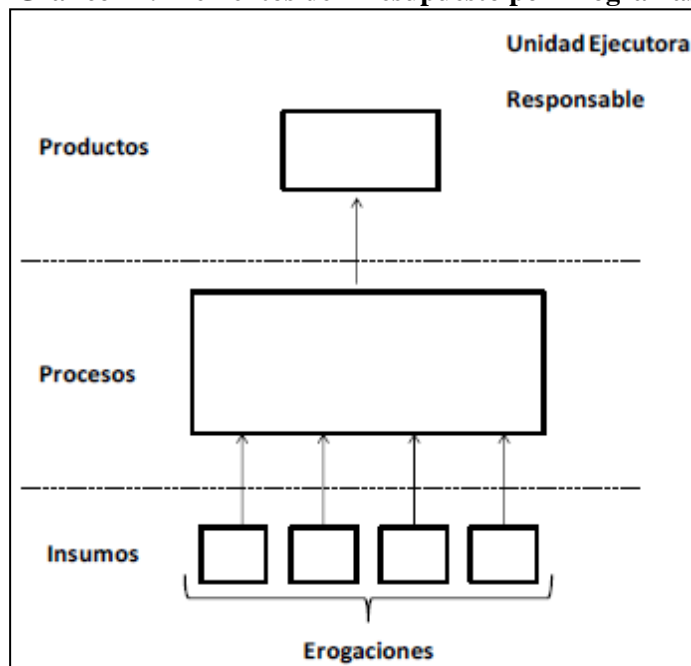 Unidad Ejecutora
Responsable
Productos
Procesos
Insumos
Erogaciones